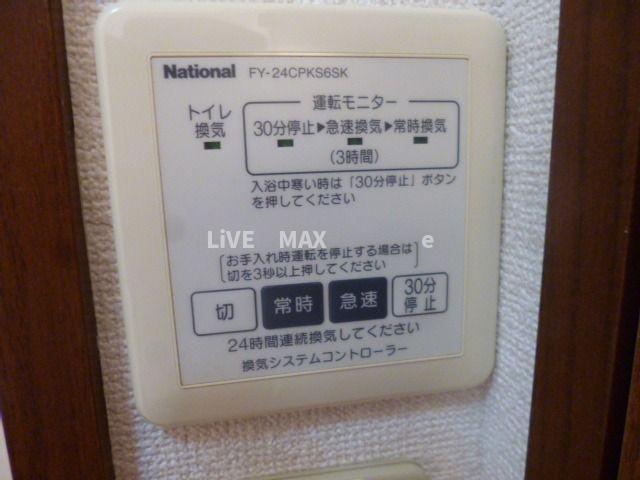 National FY-24CPKS6SK
トイレ
換気
運転モニター
30分停止▶急速換気▶常時換気
(3時間)
入浴中寒い時は「30分停止」ボタン
を押してください
LiVE MAX e
お手入れ時運転を停止する場合は
切を3秒以上押してください
切 常時 急速 30分
停止
24時間連続換気してください
換気システムコントローラー